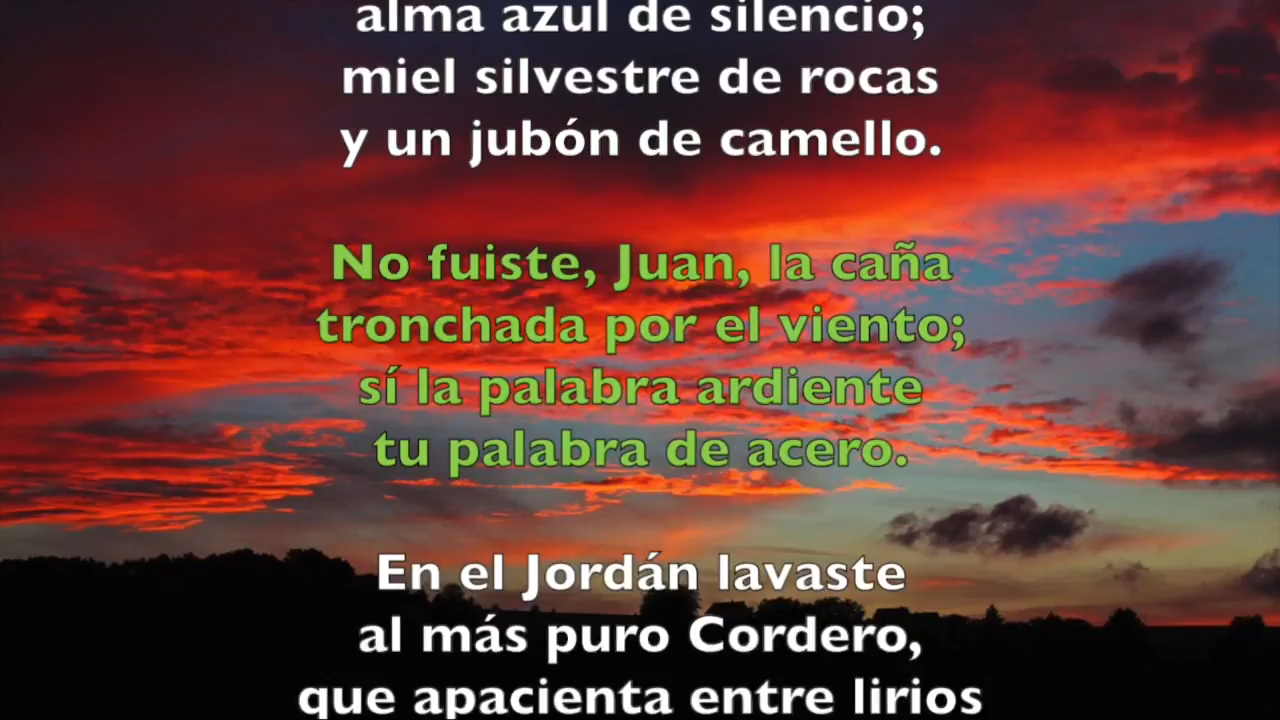 alma azul de silencio;
miel silvestre de rocas
y un jubón de camello.
No fuiste, Juan, la caña
tronchada por el viento;
sí la palabra ardiente
tu palabra de acero.
En el Jordán lavaste
al más puro Cordero,
que apacienta entre lirios